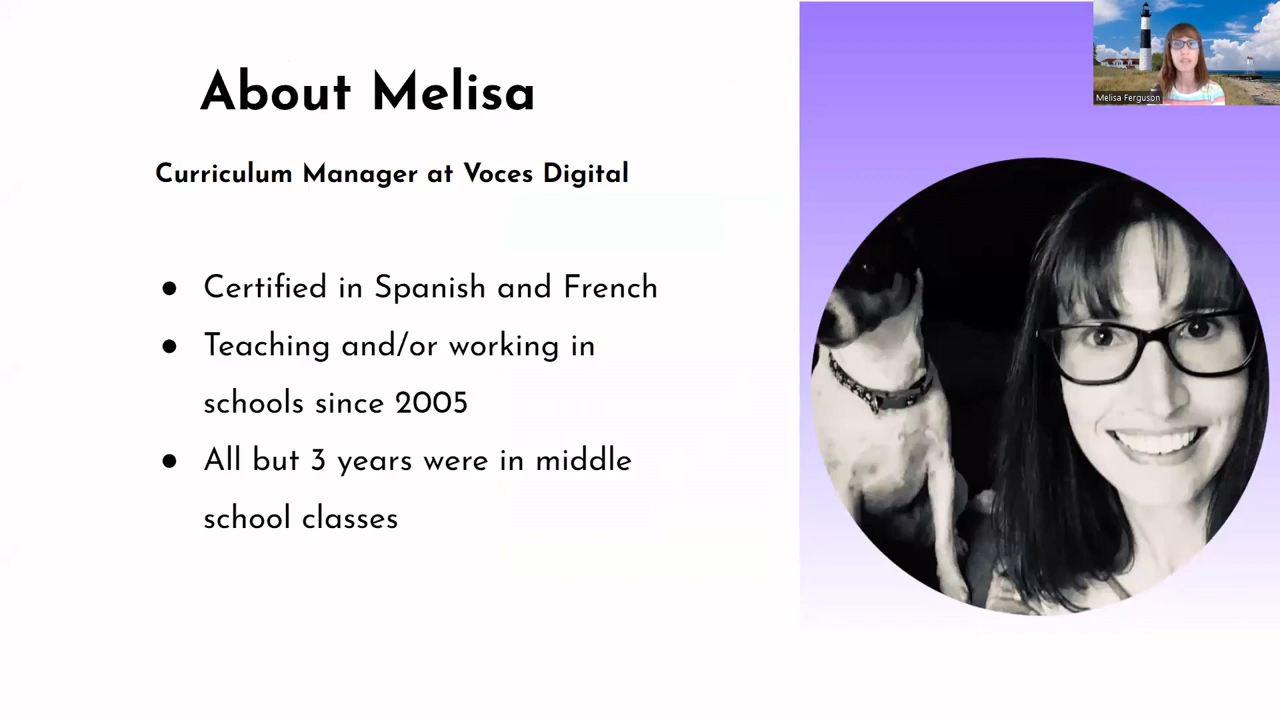 About Melisa
Melisa Ferguson
Curriculum Manager at Voces Digital
● Certified in Spanish and French
● Teaching and/or working in
schools since 2005
● All but 3 years were in middle
school classes